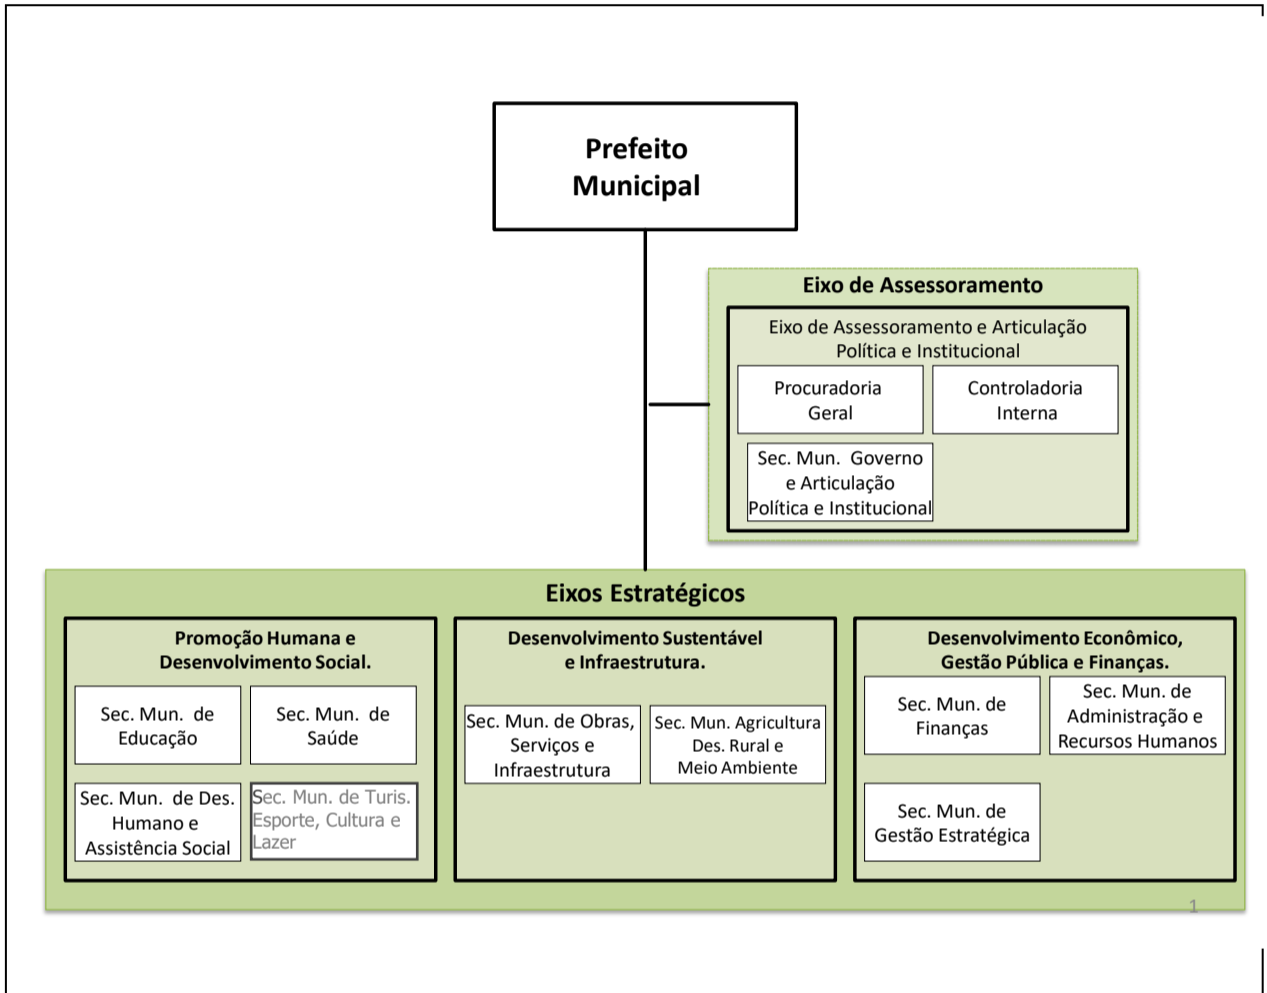 Prefeito
Municipal
Eixo de Assessoramento
Eixo de Assessoramento e Articulação
Política e Institucional
Procuradoria
Geral
Controladoria
Interna
Sec. Mun. Governo
e Articulação
Política e Institucional
Eixos Estratégicos
Promoção Humana e
Desenvolvimento Social.
Sec. Mun. de
Educação
Sec. Mun. de
Saúde
Sec. Mun. de Des.
Humano e
Assistência Social
Sec. Mun. de Turis.
Esporte, Cultura e
Lazer
Desenvolvimento Sustentável
e Infraestrutura.
Sec. Mun. de Obras,
Serviços e
Infraestrutura
Sec. Mun. Agricultura
Des. Rural e
Meio Ambiente
Desenvolvimento Econômico,
Gestão Pública e Finanças.
Sec. Mun. de
Finanças
Sec. Mun. de
Administração e
Recursos Humanos
Sec. Mun. de
Gestão Estratégica
1